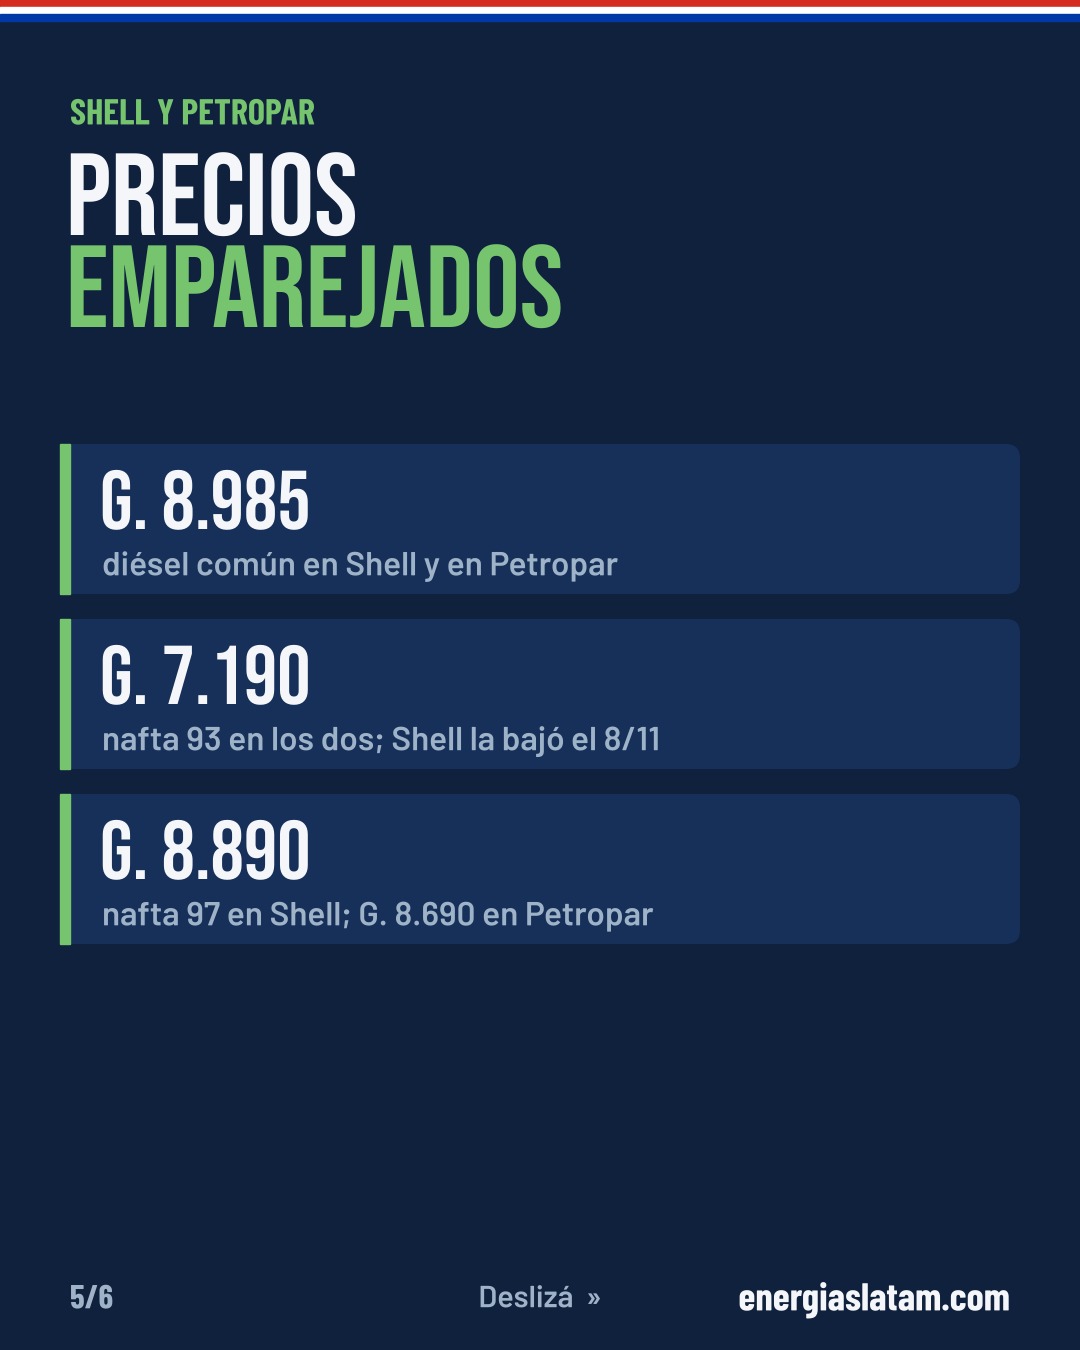 SHELL Y PETROPAR
PRECIOS
EMPAREJADOS
G. 8.985
diésel común en Shell y en Petropar
G. 7.190
nafta 93 en los dos; Shell la bajó el 8/11
G. 8.890
nafta 97 en Shell; G. 8.690 en Petropar
5/6
Deslizá »
energiaslatam.com